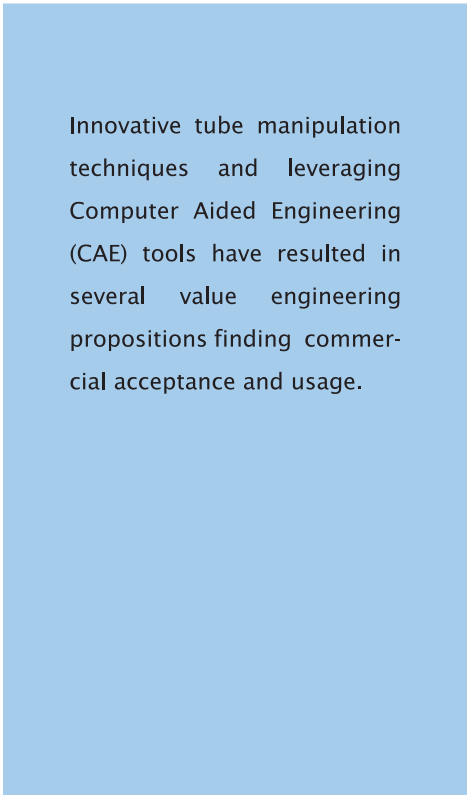 Innovative tube manipulation
techniques and leveraging
Computer Aided Engineering
(CAE) tools have resulted in
several value engineering
propositions finding commer-
cial acceptance and usage.